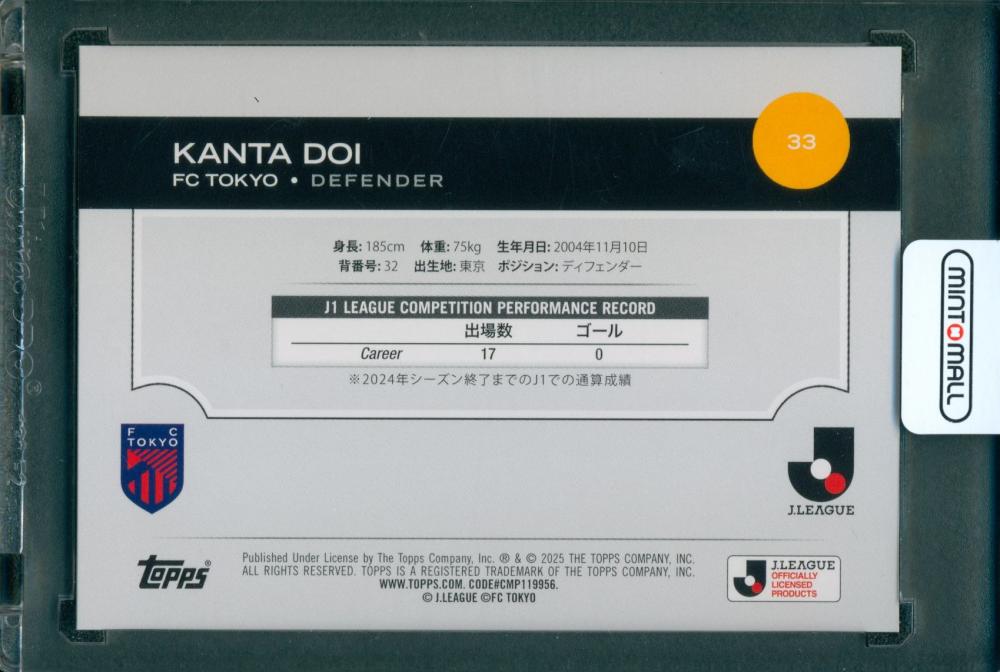 33
KANTA DOI
FC TOKYO • DEFENDER
身長: 185cm 体重: 75kg 生年月日: 2004年11月10日
背番号: 32 出生地: 東京 ポジション: ディフェンダー
J1 LEAGUE COMPETITION PERFORMANCE RECORD
出場数 ゴール
Career 17 0
※2024年シーズン終了までのJ1での通算成績
MINT MALL
F C
TOKYO
J.LEAGUE
topps®
Published Under License by The Topps Company, Inc. ® & © 2025 THE TOPPS COMPANY, INC.
ALL RIGHTS RESERVED. TOPPS IS A REGISTERED TRADEMARK OF THE TOPPS COMPANY, INC.
WWW.TOPPS.COM. CODE#CMP119956.
© J.LEAGUE ©FC TOKYO
J.LEAGUE
OFFICIALLY
LICENSED
PRODUCTS